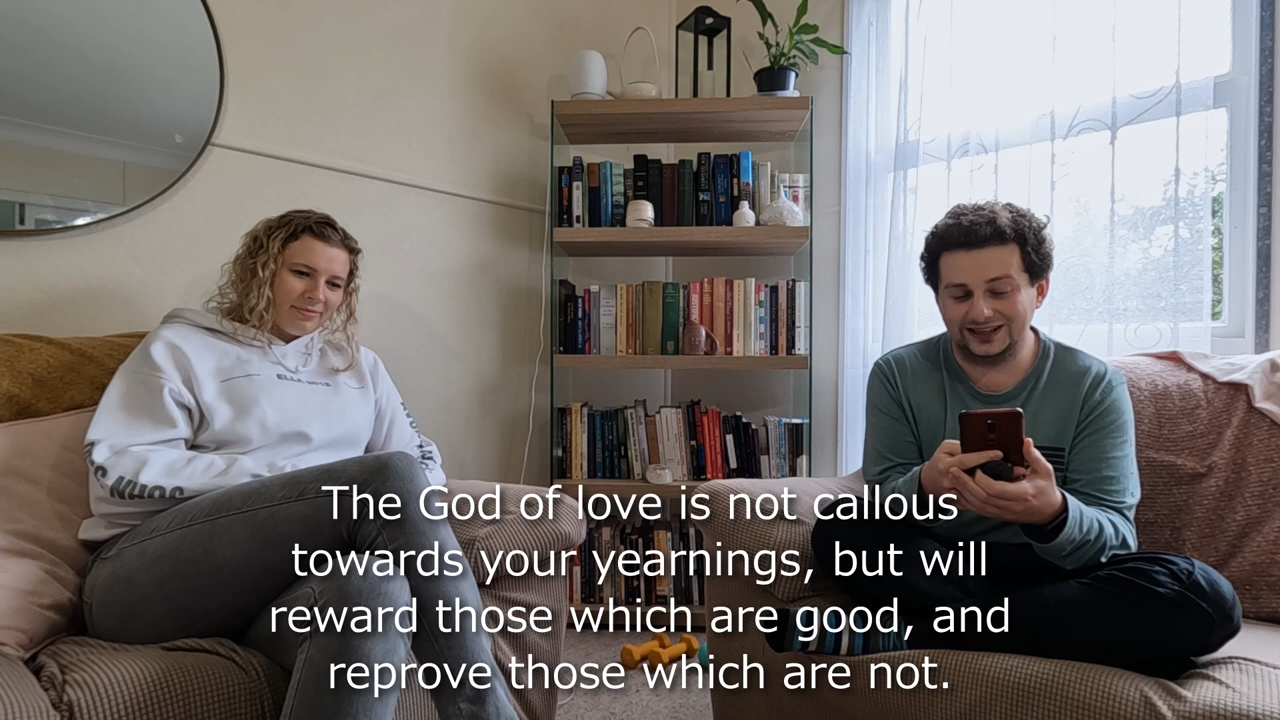 The God of love is not callous
towards your yearnings, but will
reward those which are good, and
reprove those which are not.